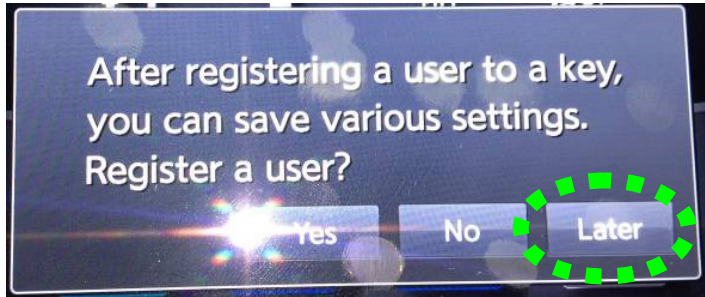 After registering a user to a key,
you can save various settings.
Register a user?
Yes No Later